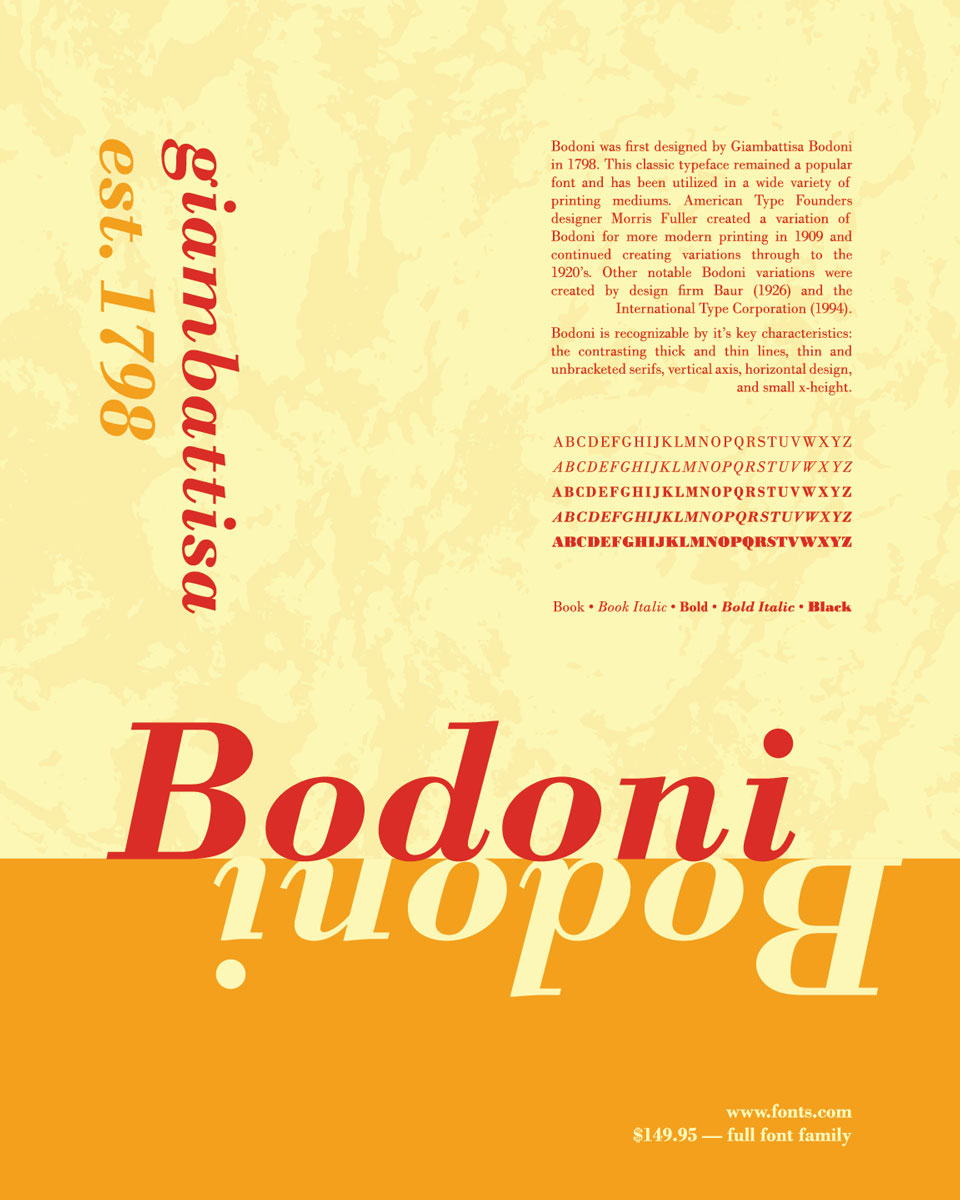 giambattisa
est. 1798
Bodoni was first designed by Giambattisa Bodoni
in 1798. This classic typeface remained a popular
font and has been utilized in a wide variety of
printing mediums. American Type Founders
designer Morris Fuller created a variation of
Bodoni for more modern printing in 1909 and
continued creating variations through to the
1920's. Other notable Bodoni variations were
created by design firm Baur (1926) and the
International Type Corporation (1994).
Bodoni is recognizable by it's key characteristics:
the contrasting thick and thin lines, thin and
unbracketed serifs, vertical axis, horizontal design,
and small x-height.
ABCDEFGHIJKLMNOPQRSTUVWXYZ
ABCDEFGHIJKLMNOPQRSTUVWXYZ
ABCDEFGHIJKLMNOPQRSTUVWXYZ
ABCDEFGHIJKLMNOPQRSTUVWXYZ
ABCDEFGHIJKLMNOPQRSTVWXYZ
Book • Book Italic • Bold • Bold Italic • Black
Bodoni
Bodoni
www.fonts.com
$149.95 — full font family